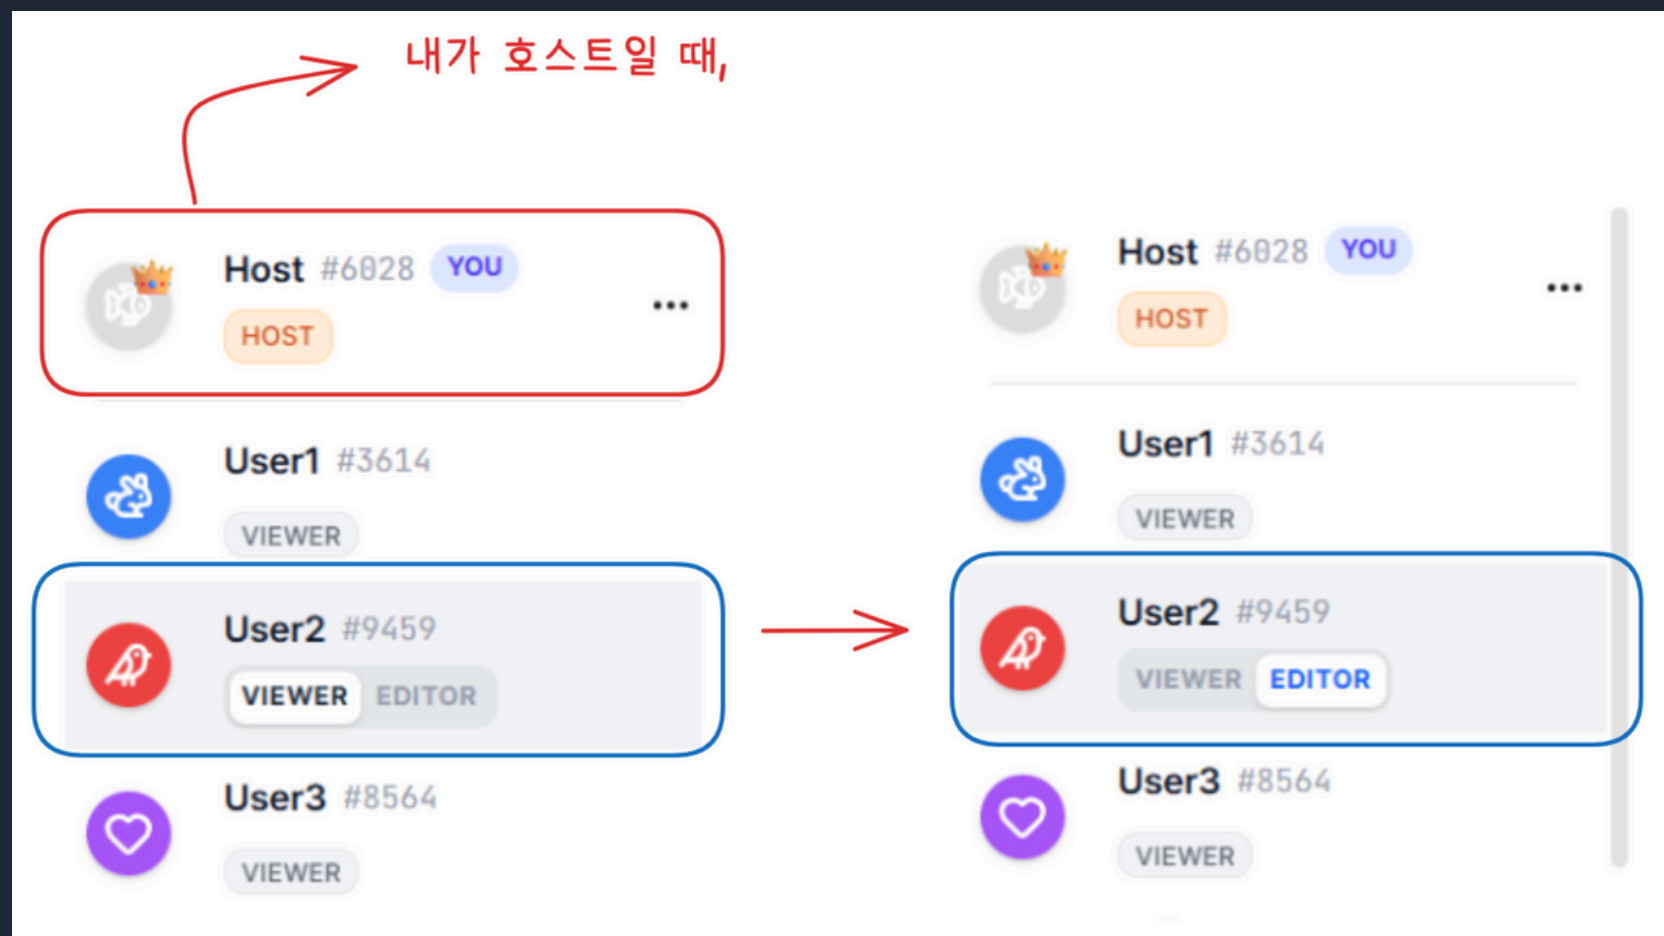 내가 호스트일 때,
Host #6028 YOU
HOST
User1 #3614
VIEWER
User2 #9459
VIEWER EDITOR
User3 #8564
VIEWER
Host #6028 YOU
HOST
User1 #3614
VIEWER
User2 #9459
VIEWER EDITOR
User3 #8564
VIEWER